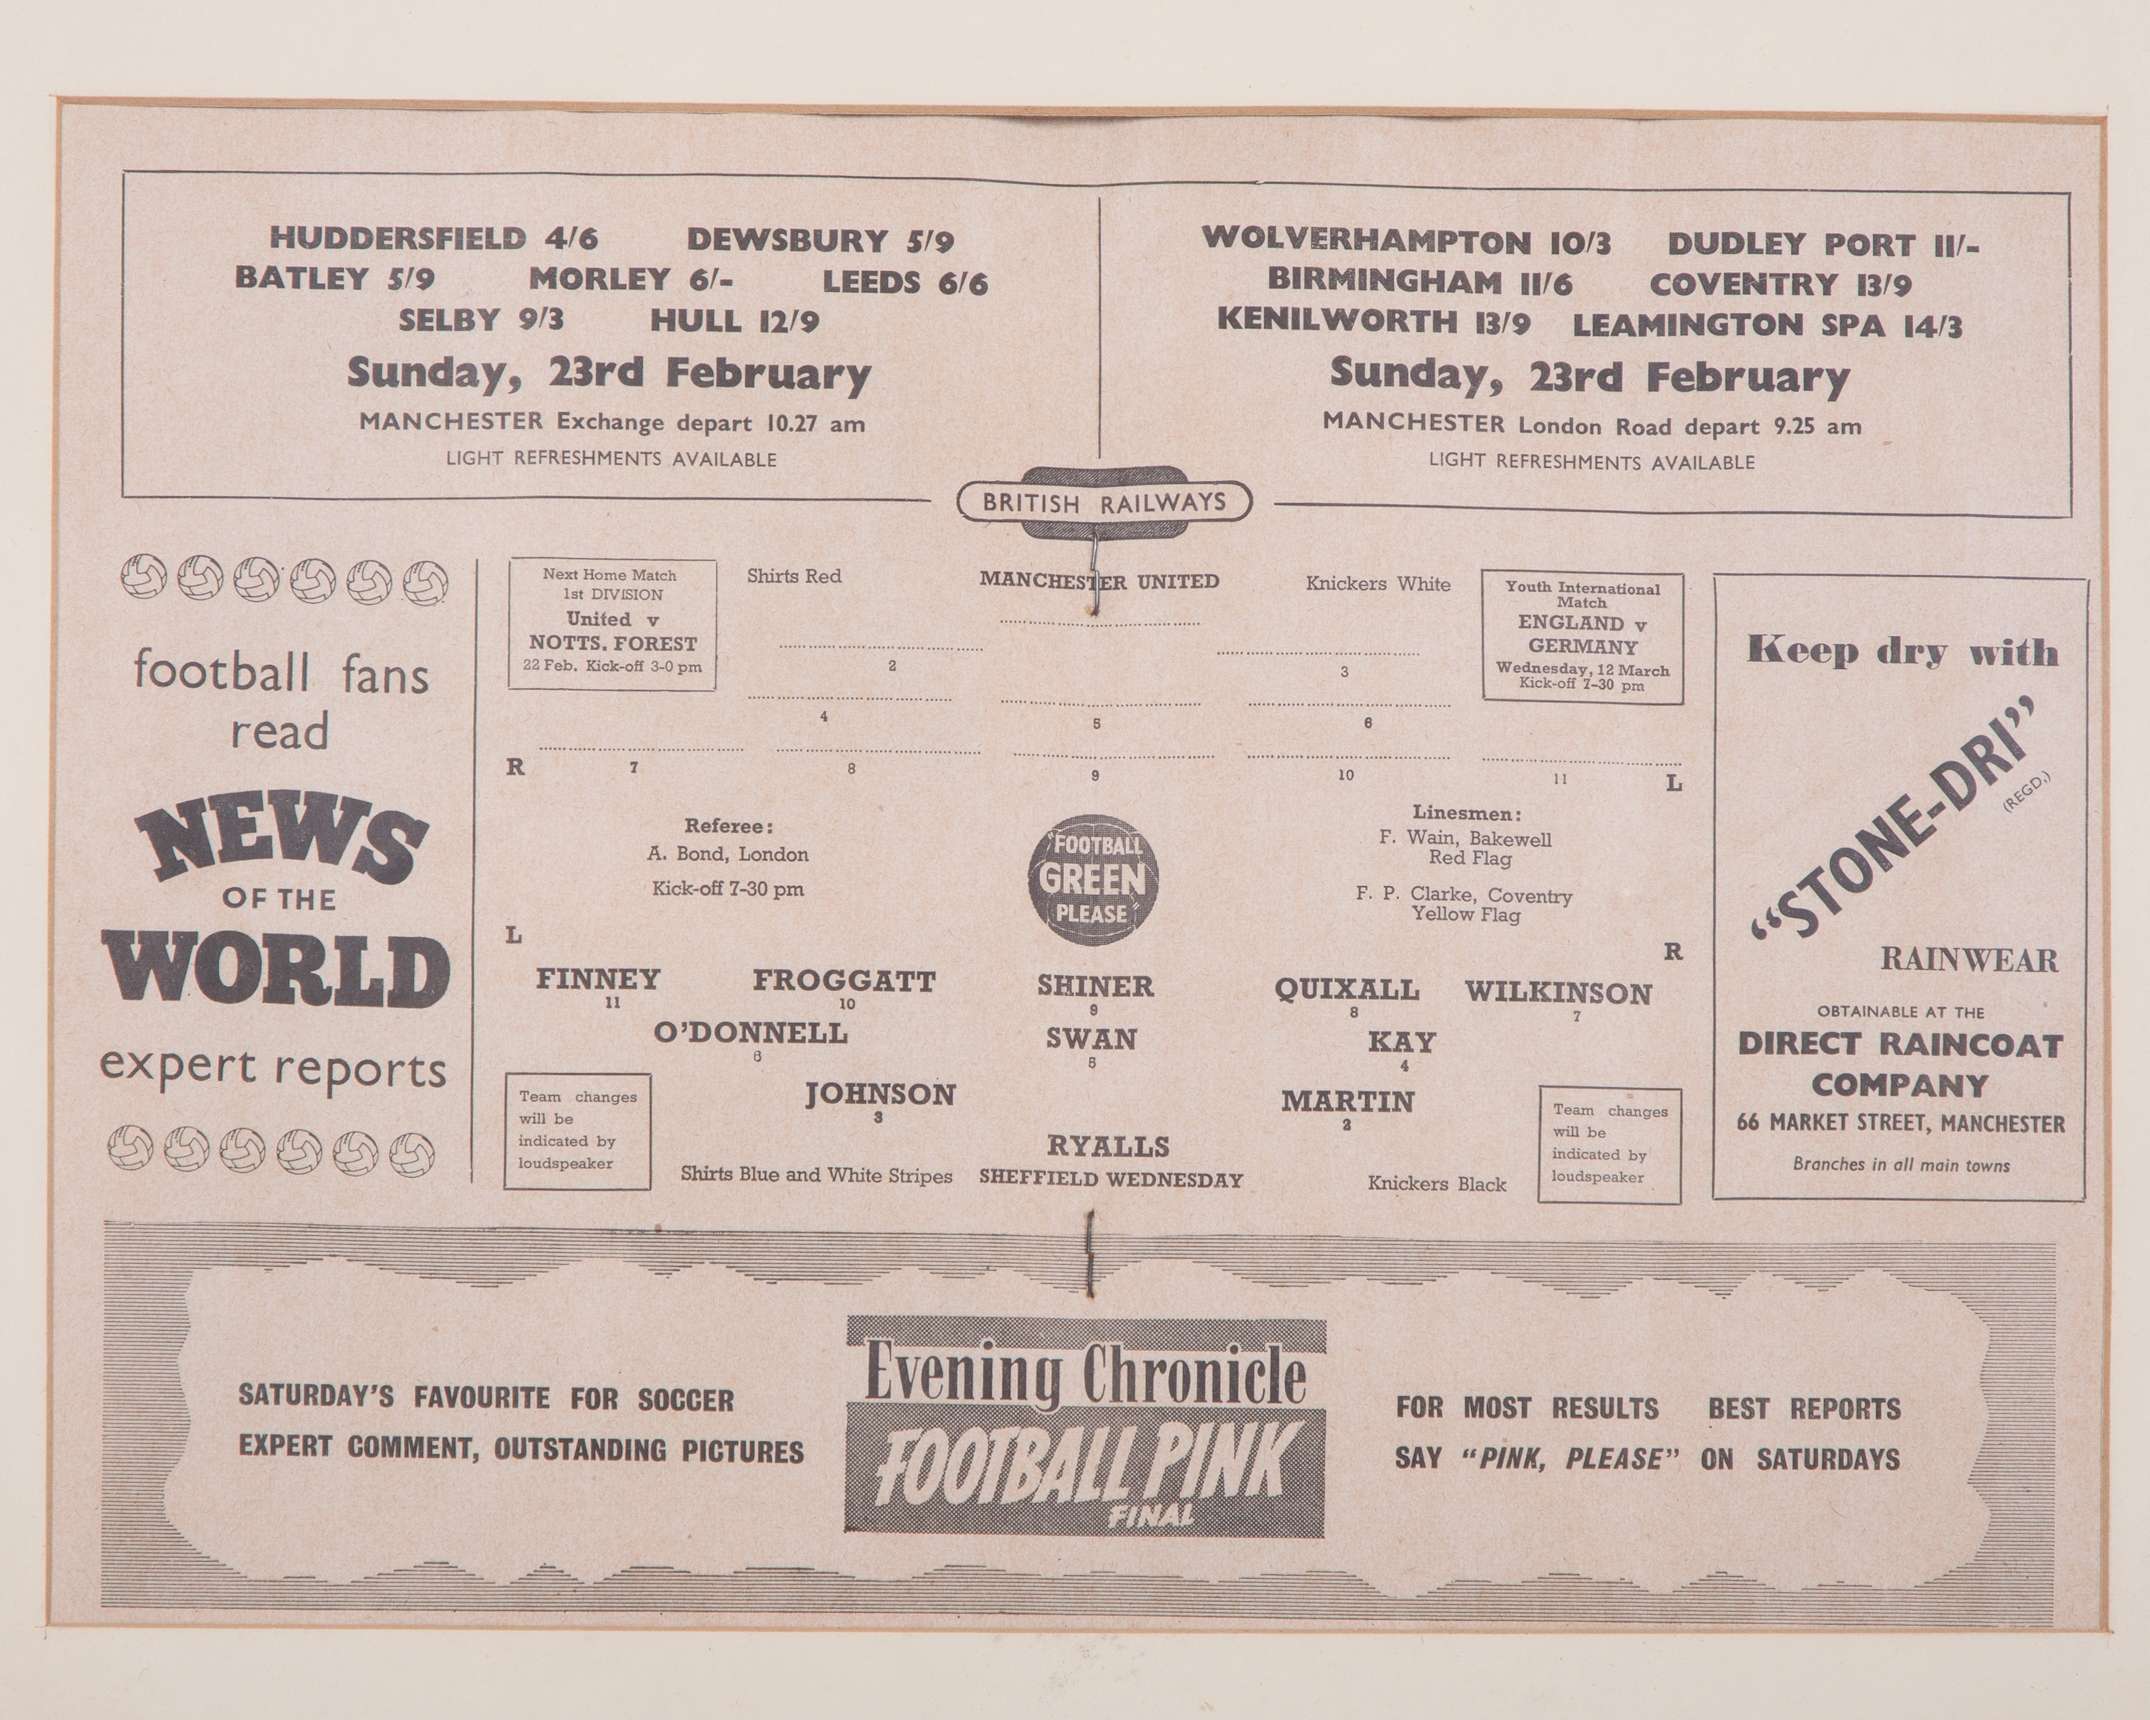 HUDDERSFIELD 4/6 DEWSBURY 5/9
BATLEY 5/9 MORLEY 6/- LEEDS 6/6
SELBY 9/3 HULL 12/9
Sunday, 23rd February
MANCHESTER Exchange depart 10.27 am
LIGHT REFRESHMENTS AVAILABLE
WOLVERHAMPTON 10/3 DUDLEY PORT 11/-
BIRMINGHAM 11/6 COVENTRY 13/9
KENILWORTH 13/9 LEAMINGTON SPA 14/3
Sunday, 23rd February
MANCHESTER London Road depart 9.25 am
LIGHT REFRESHMENTS AVAILABLE
BRITISH RAILWAYS
football fans
read
NEWS
OF THE
WORLD
expert reports
Next Home Match
1st DIVISION
United v
NOTTS. FOREST
22 Feb. Kick-off 3-0 pm
Shirts Red
MANCHESTER UNITED
Knickers White
Youth International
Match
ENGLAND v
GERMANY
Wednesday, 12 March
Kick-off 7-30 pm
2 3
4 5 6
R 7 8 9 10 11 L
Referee:
A. Bond, London
Kick-off 7-30 pm
"FOOTBALL
GREEN
PLEASE"
Linesmen:
F. Wain, Bakewell
Red Flag
F. P. Clarke, Coventry
Yellow Flag
L R
FINNEY FROGGATT SHINER QUIXALL WILKINSON
11 10 9 8 7
O'DONNELL SWAN KAY
6 5 4
JOHNSON MARTIN
3 2
RYALLS
Team changes
will be
indicated by
loudspeaker
Shirts Blue and White Stripes SHEFFIELD WEDNESDAY Knickers Black
Team changes
will be
indicated by
loudspeaker
Keep dry with
"STONE-DRI"
(REGD.)
RAINWEAR
OBTAINABLE AT THE
DIRECT RAINCOAT
COMPANY
66 MARKET STREET, MANCHESTER
Branches in all main towns
SATURDAY'S FAVOURITE FOR SOCCER
EXPERT COMMENT, OUTSTANDING PICTURES
Evening Chronicle
FOOTBALL PINK
FINAL
FOR MOST RESULTS BEST REPORTS
SAY "PINK, PLEASE" ON SATURDAYS